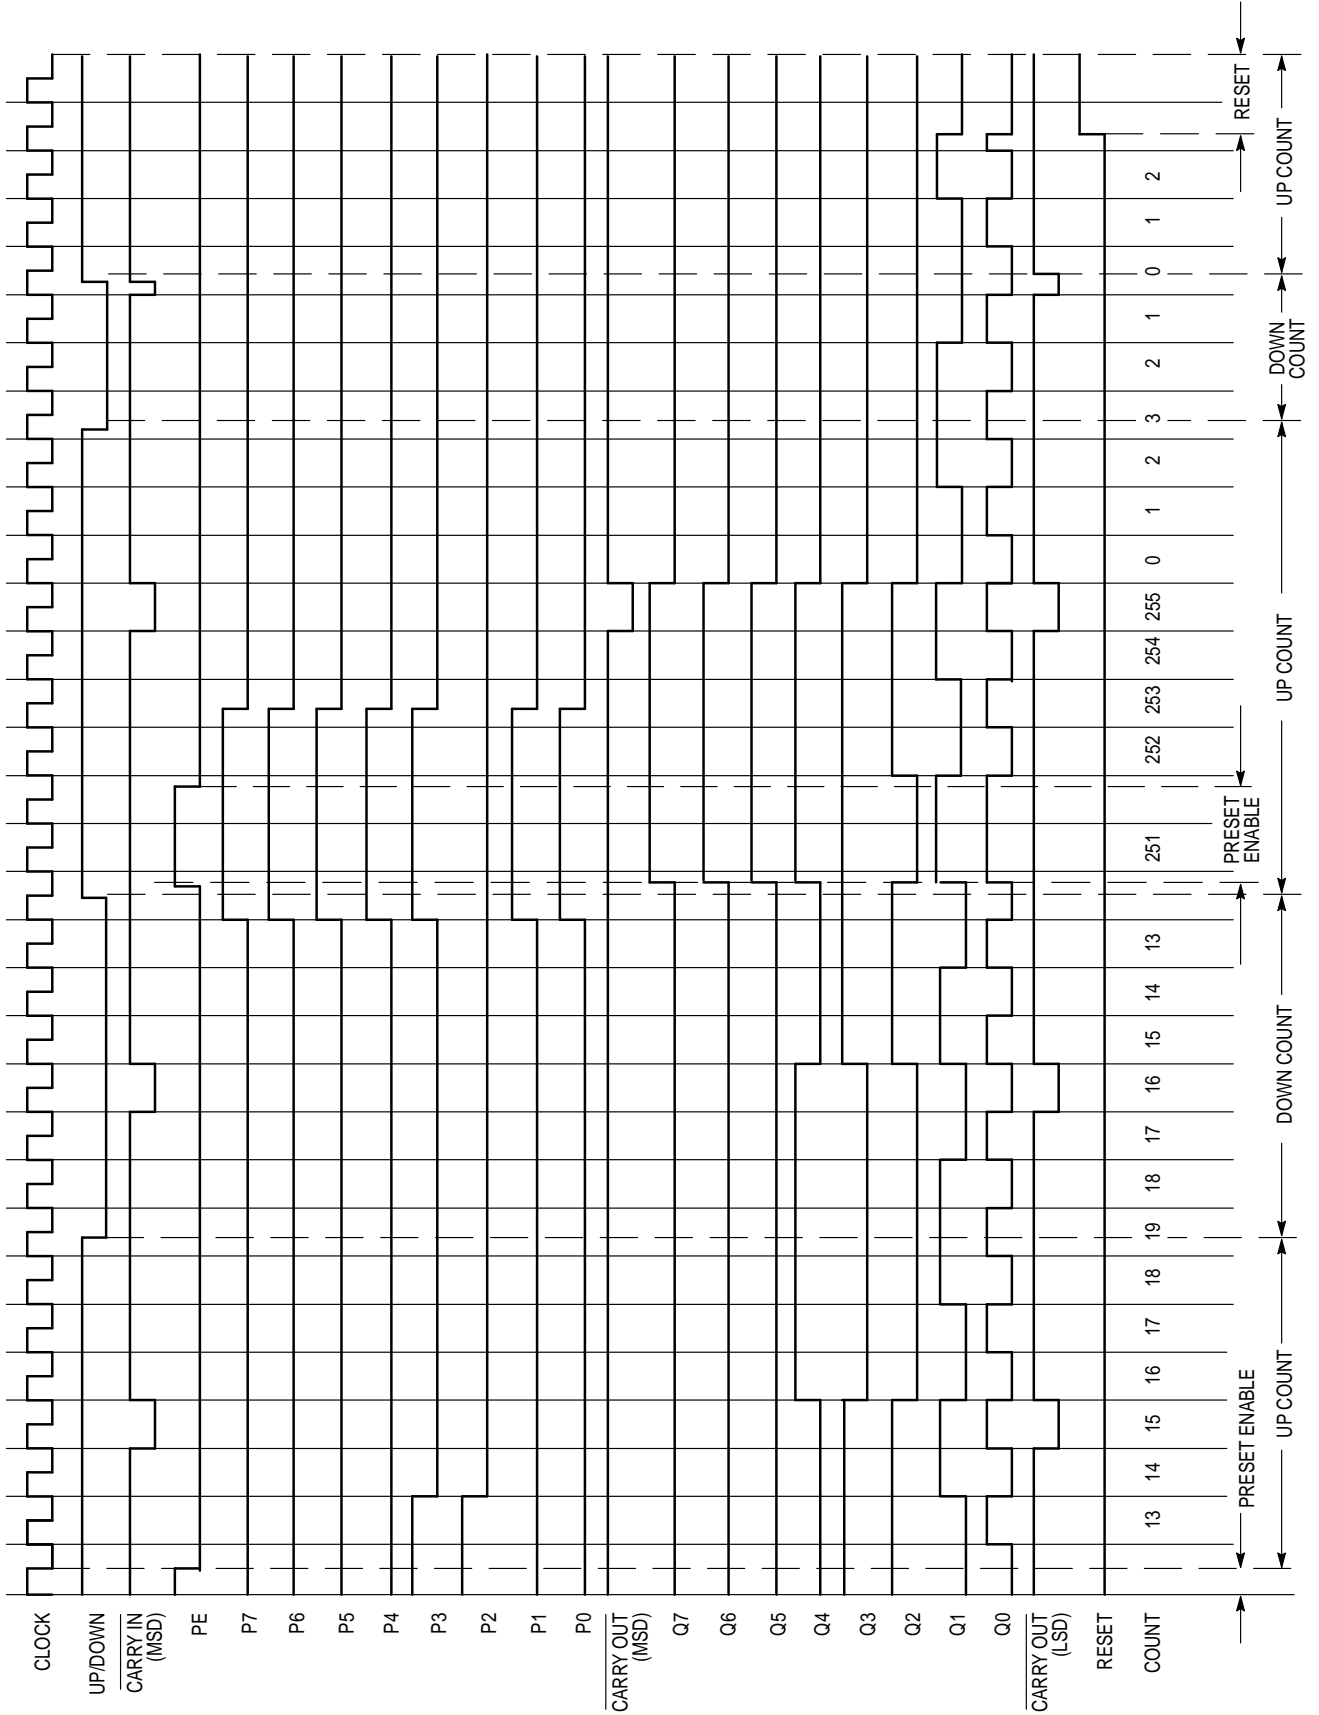 CLOCK
UP/DOWN
CARRY IN
(MSD)
PE
P7
P6
P5
P4
P3
P2
P1
P0
CARRY OUT
(MSD)
Q7
Q6
Q5
Q4
Q3
Q2
Q1
Q0
CARRY OUT
(LSD)
RESET
COUNT
13 14 15 16 17 18 19 18 17 16 15 14 13 251 252 253 254 255 0 1 2 3 2 1 0 1 2
PRESET ENABLE
PRESET
ENABLE
RESET
UP COUNT
DOWN COUNT
UP COUNT
DOWN
COUNT
UP COUNT